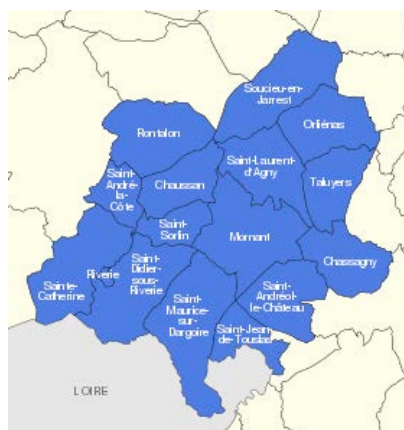 Soucieu-en-
Jarrest
Orliénas
Rontalon
Saint-Laurent-
d'Agny
Saint-
André-
la-
Côte
Chaussan
Taluyers
Saint-
Sorlin
Mornant
Chassagny
Riverie
Saint-
Didier-
sous-
Riverie
Sainte-
Catherine
Saint-
Maurice-
sur-
Dargoire
Saint-
Andréol-
le-Château
Saint-Jean-
de-Touslas
LOIRE